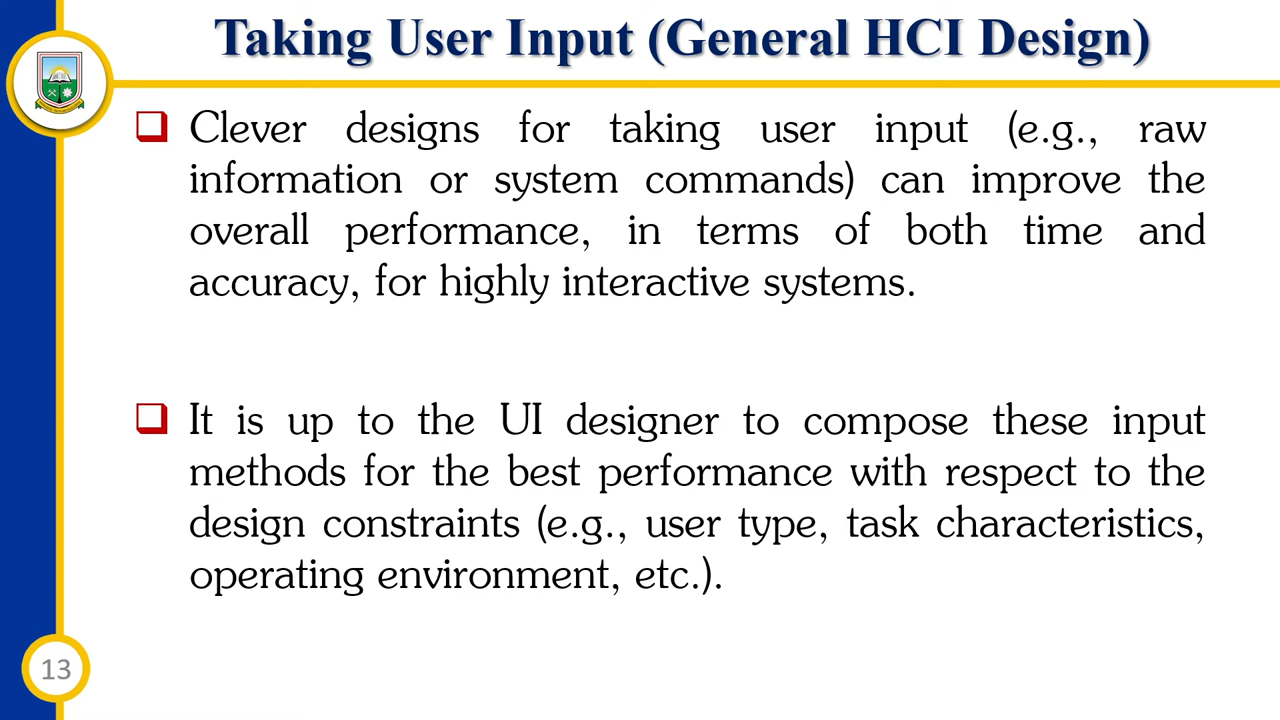 Taking User Input (General HCI Design)
Clever designs for taking user input (e.g., raw
information or system commands) can improve the
overall performance, in terms of both time and
accuracy, for highly interactive systems.
It is up to the UI designer to compose these input
methods for the best performance with respect to the
design constraints (e.g., user type, task characteristics,
operating environment, etc.).
13